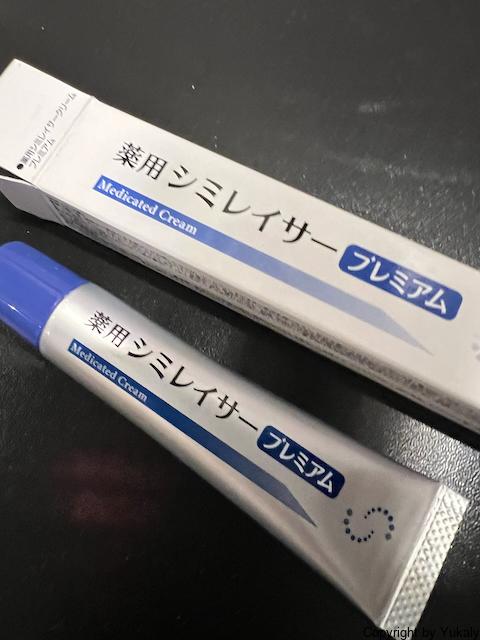 ●薬用シミレイサークリーム
プレミアム
薬用シミレイサー プレミアム
Medicated Cream
薬用シミレイサー プレミアム
Medicated Cream
Copyright by Yukaly